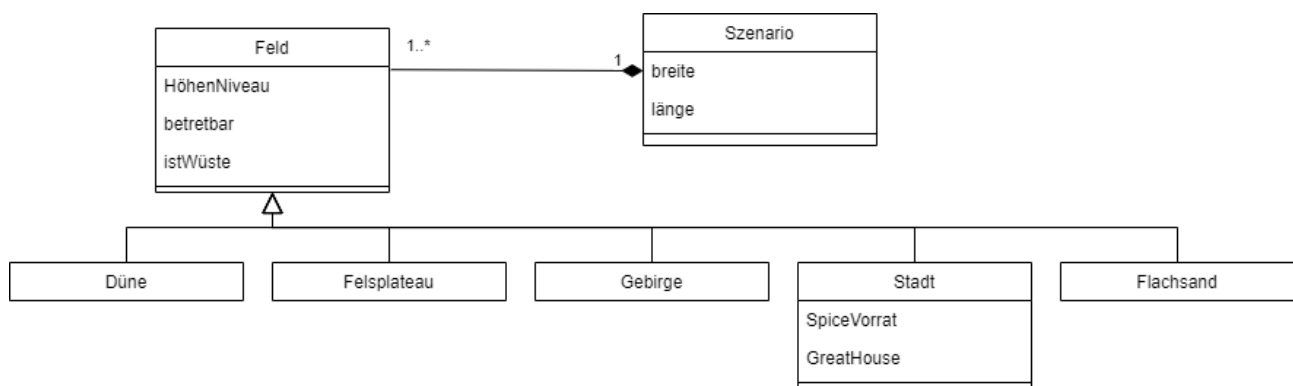 Feld
HöhenNiveau
betretbar
istWüste
1..*
1
Szenario
breite
länge
Düne
Felsplateau
Gebirge
Stadt
SpiceVorrat
GreatHouse
Flachsand